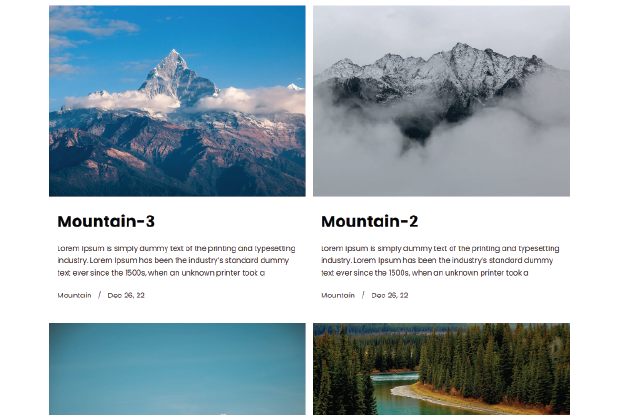 Mountain-3
Lorem Ipsum is simply dummy text of the printing and typesetting
industry. Lorem Ipsum has been the industry's standard dummy
text ever since the 1500s, when an unknown printer took a
Mountain / Dec 26, 22
Mountain-2
Lorem Ipsum is simply dummy text of the printing and typesetting
industry. Lorem Ipsum has been the industry's standard dummy
text ever since the 1500s, when an unknown printer took a
Mountain / Dec 26, 22